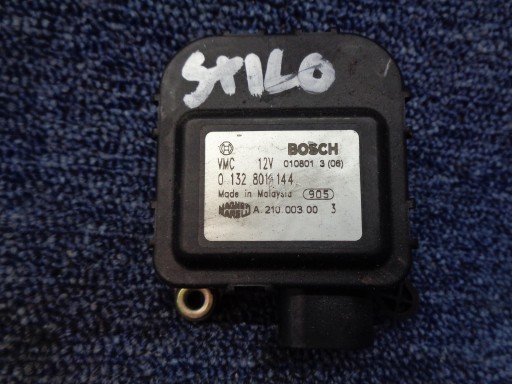 STILO
BOSCH
VMC 12V 010801 3 (06)
0 132 801 144
Made in Malaysia 905
MAGNETI MARELLI A.210.003.00 3